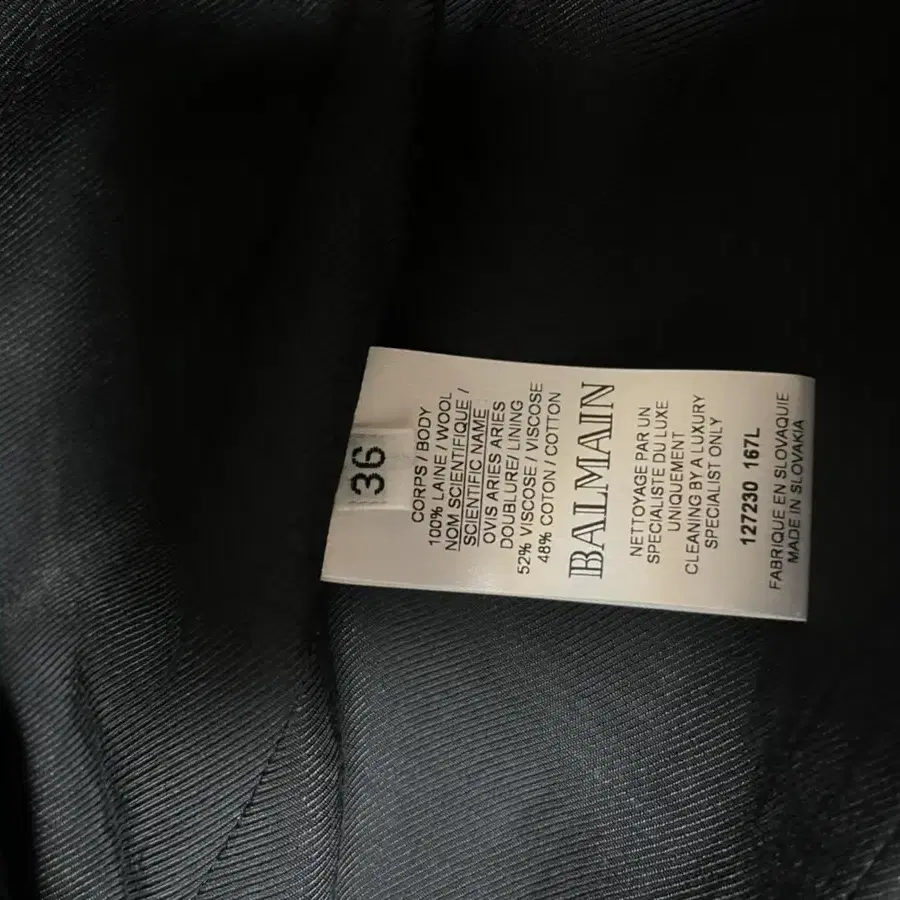 36
CORPS / BODY
100% LAINE / WOOL
NOM SCIENTIFIQUE /
SCIENTIFIC NAME :
OVIS ARIES ARIES
DOUBLURE/ LINING
52% VISCOSE / VISCOSE
48% COTON / COTTON
BALMAIN
NETTOYAGE PAR UN
SPECIALISTE DU LUXE
UNIQUEMENT
CLEANING BY A LUXURY
SPECIALIST ONLY
127230 167L
FABRIQUE EN SLOVAQUIE
MADE IN SLOVAKIA